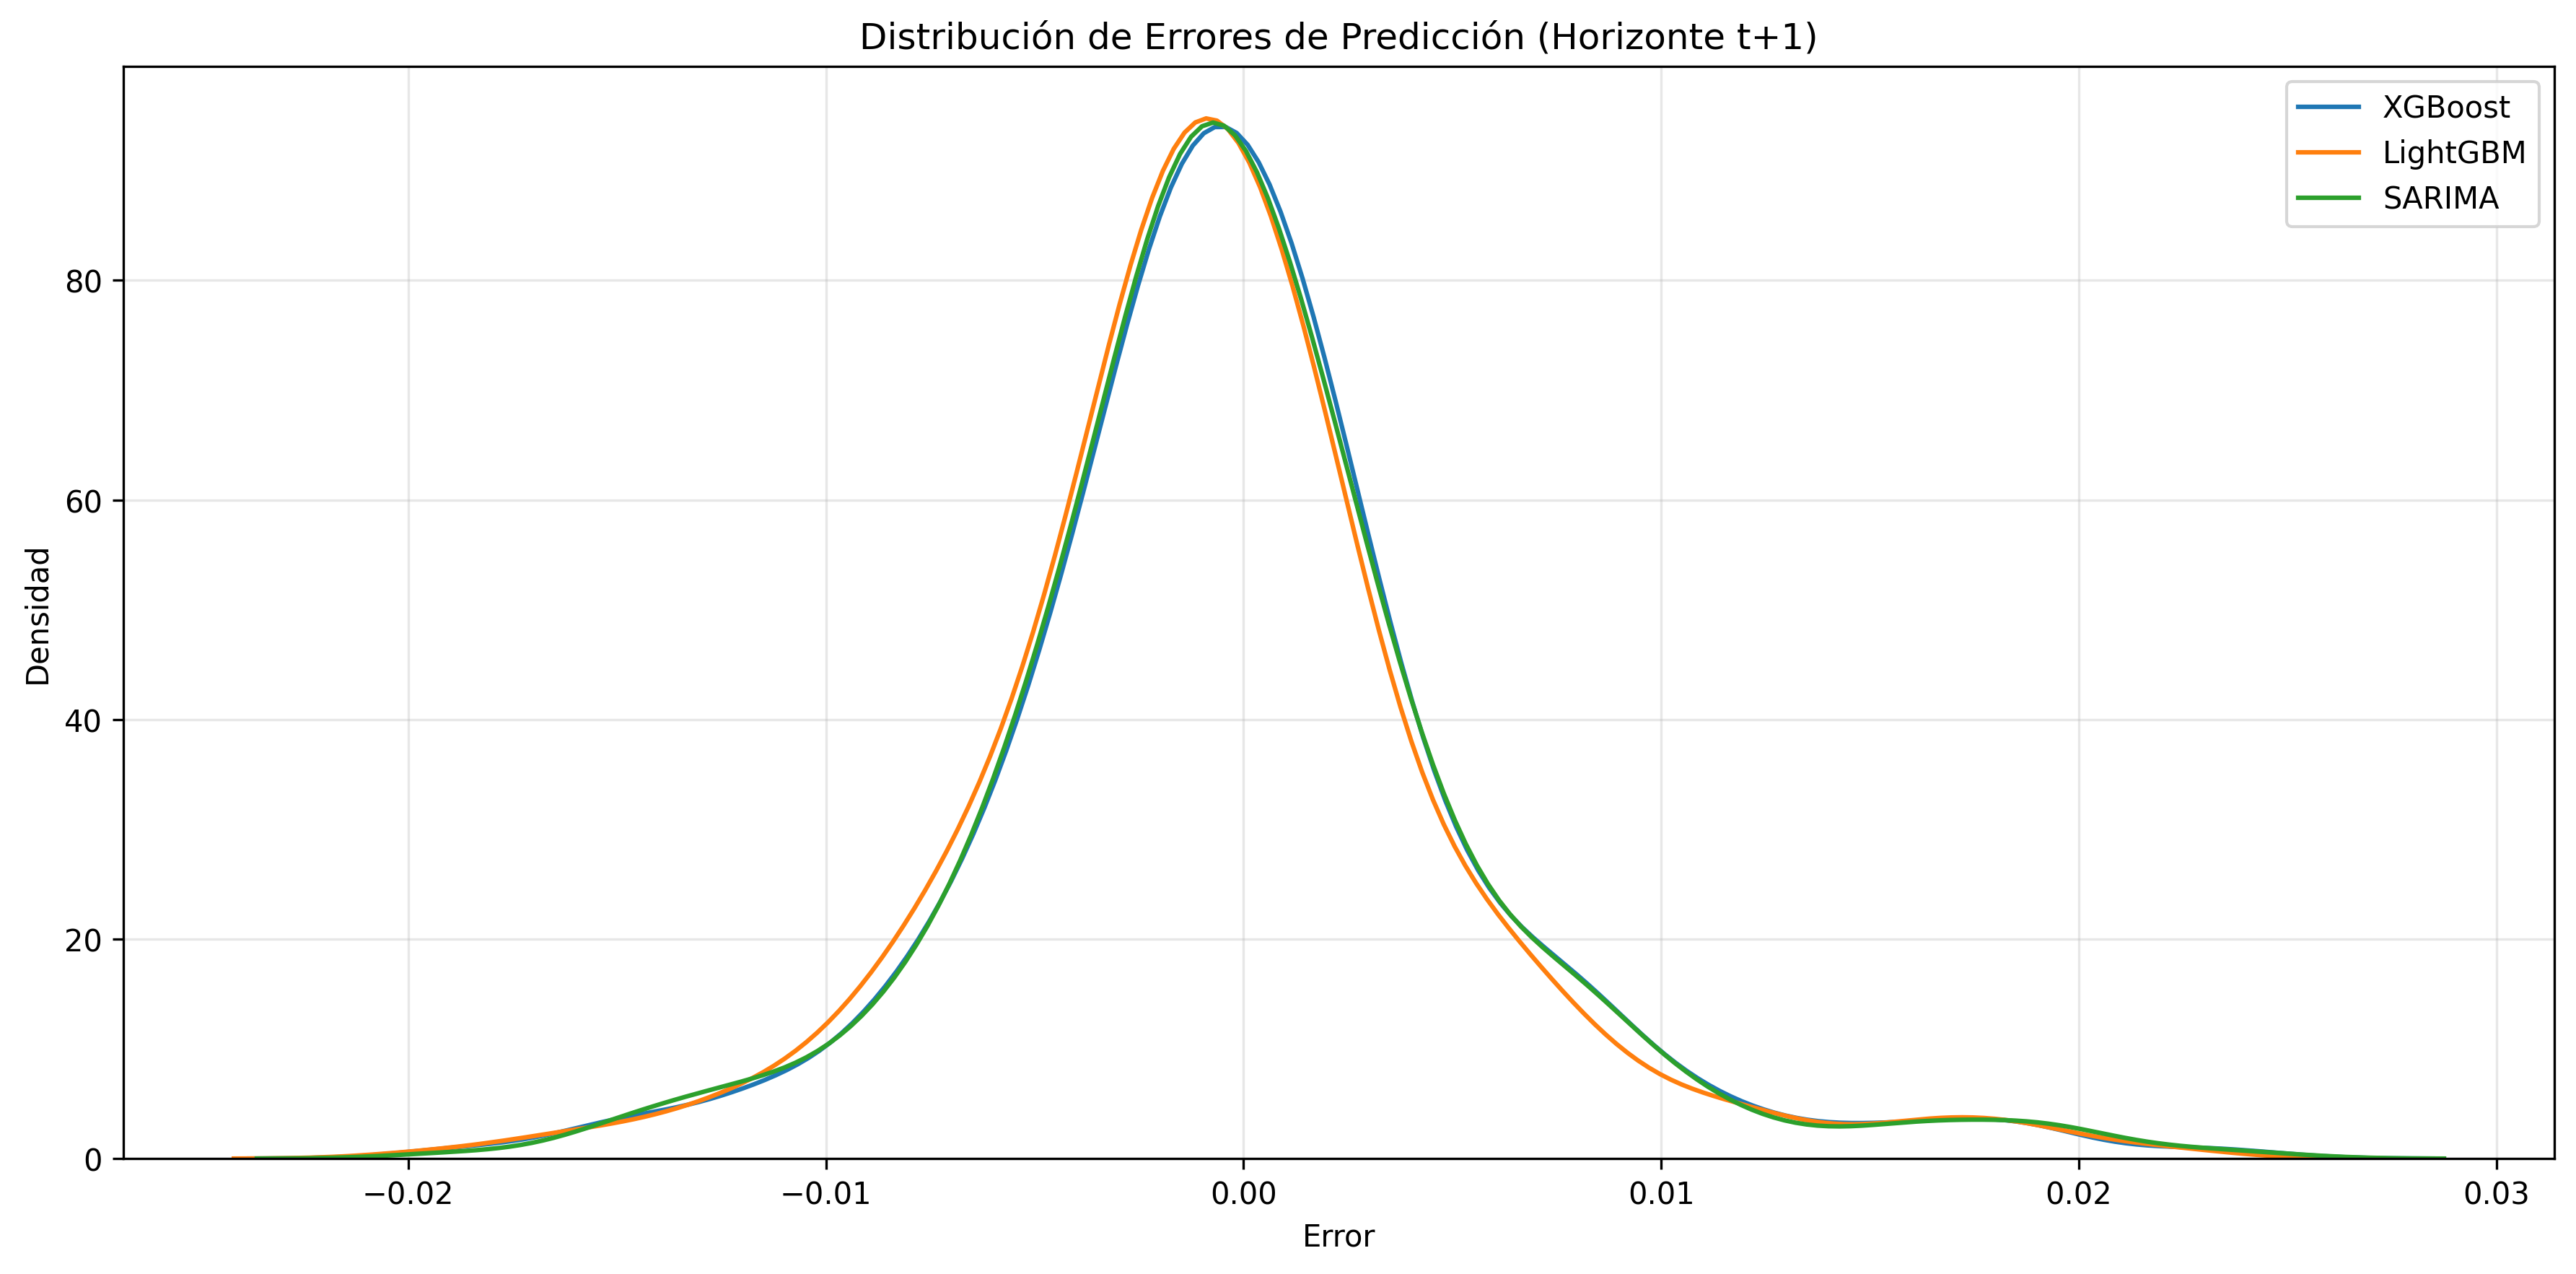 Distribución de Errores de Predicción (Horizonte t+1)
XGBoost
LightGBM
SARIMA
Densidad
80
60
40
20
0
−0.02 −0.01 0.00 0.01 0.02 0.03
Error